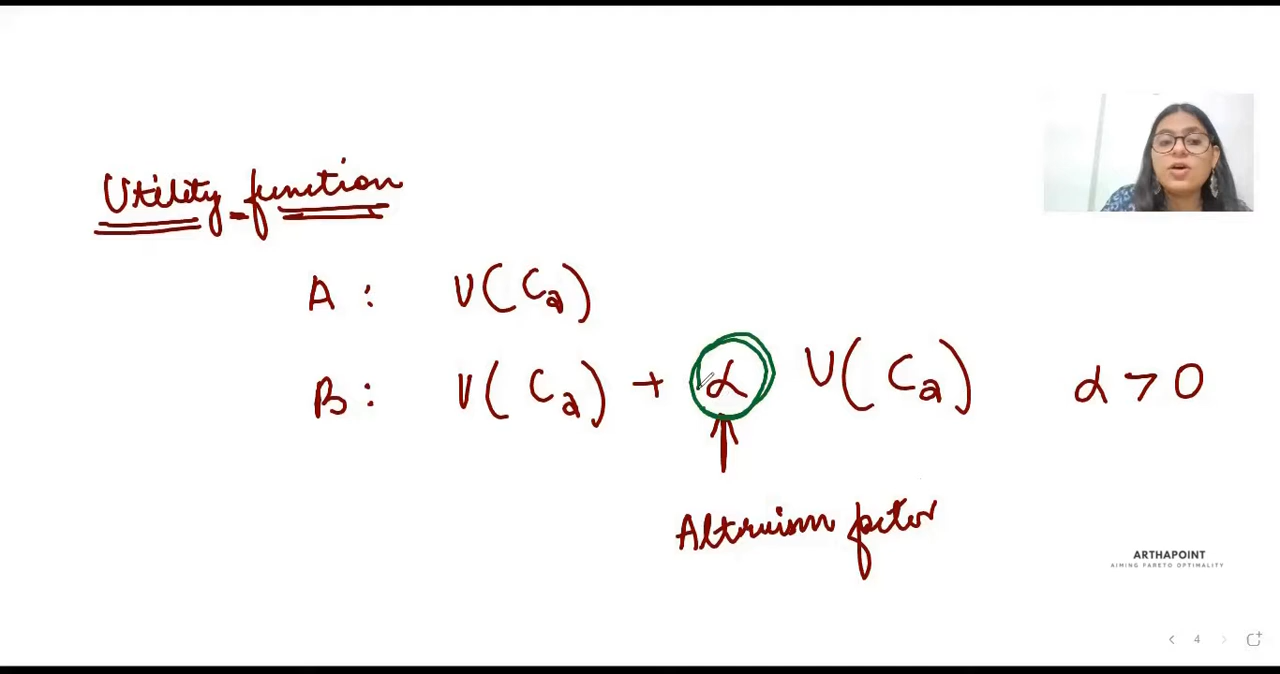 Utility function
A : U(Ca)
B : U(Ca) + α U(Ca) α > 0
Altruism factor
ARTHAPOINT
AIMING PARETO OPTIMALITY
4